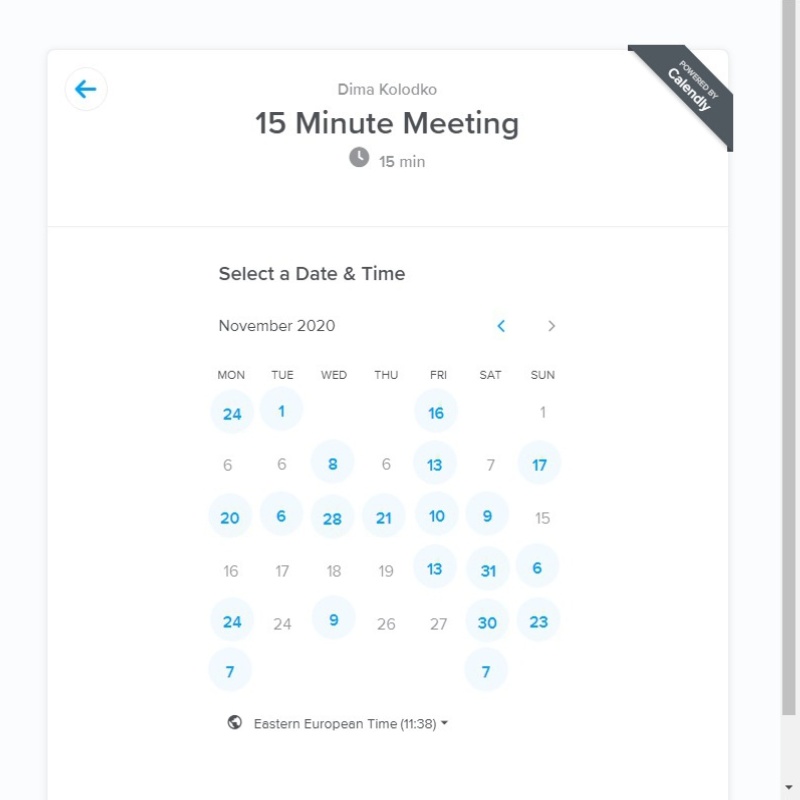 POWERED BY
Calendly
Dima Kolodko
15 Minute Meeting
15 min
Select a Date & Time
November 2020
MON TUE WED THU FRI SAT SUN
24 1 16 1
6 6 8 6 13 7 17
20 6 28 21 10 9 15
16 17 18 19 13 31 6
24 24 9 26 27 30 23
7 7
Eastern European Time (11:38)